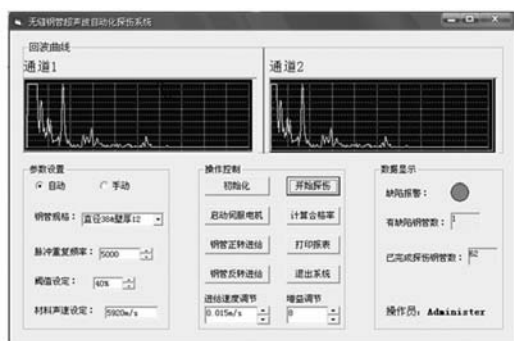 无缝钢管超声波自动化探伤系统
回波曲线
通道1
通道2
参数设置
自动 手动
钢管规格： 直径38*壁厚12
脉冲重复频率： 5000
阈值设定： 40%
材料声速设定： 5920m/s
操作控制
初始化 开始探伤
启动伺服电机 计算合格率
钢管正转进给 打印报表
钢管反转进给 退出系统
进给速度调节 增益调节
0.015m/s 8
数据显示
缺陷报警：
有缺陷钢管数： 1
已完成探伤钢管数： 62
操作员：Administer